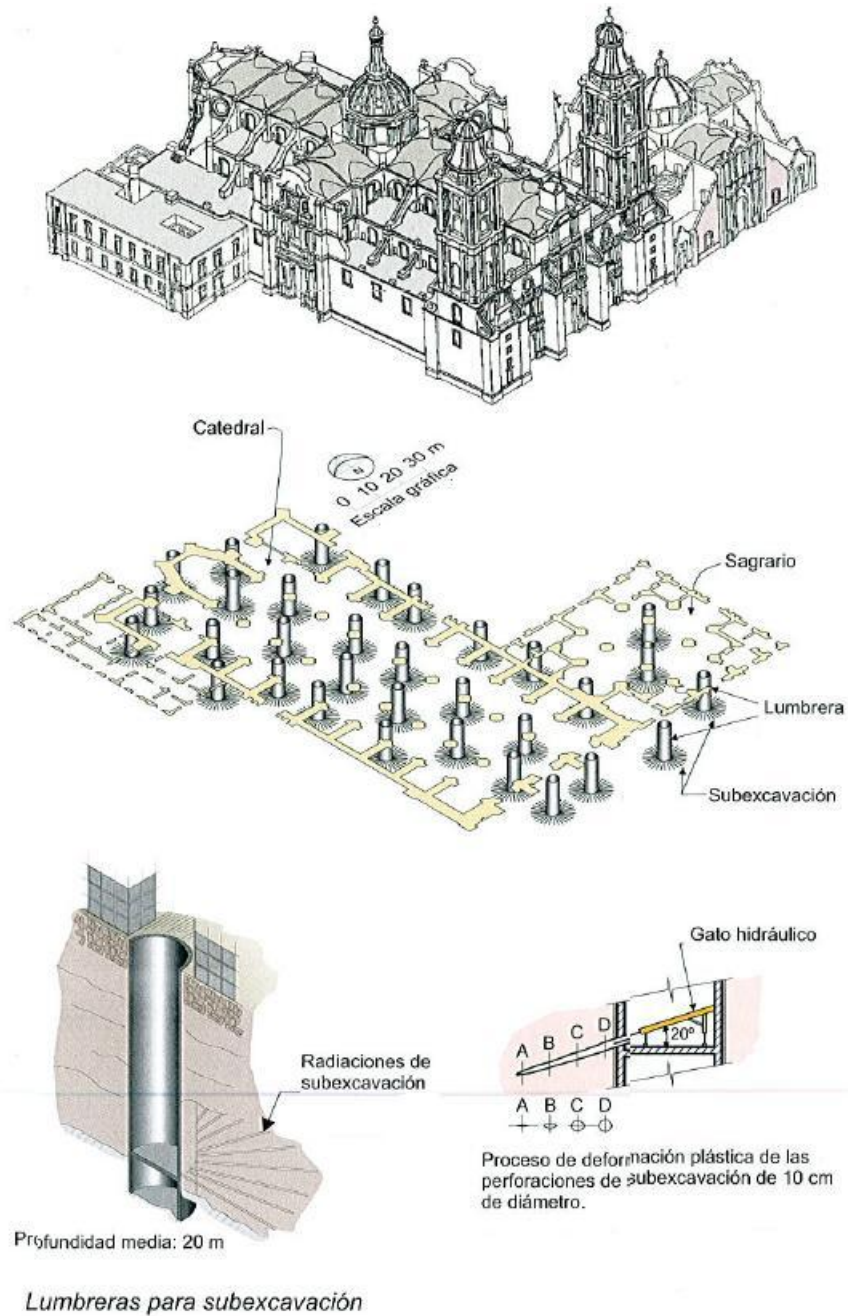 Catedral
N
0 10 20 30 m
Escala gráfica
Sagrario
Lumbrera
Subexcavación
Gato hidráulico
20°
A B C D
A B C D
Radiaciones de
subexcavación
Proceso de deformación plástica de las
perforaciones de subexcavación de 10 cm
de diámetro.
Profundidad media: 20 m
Lumbreras para subexcavación